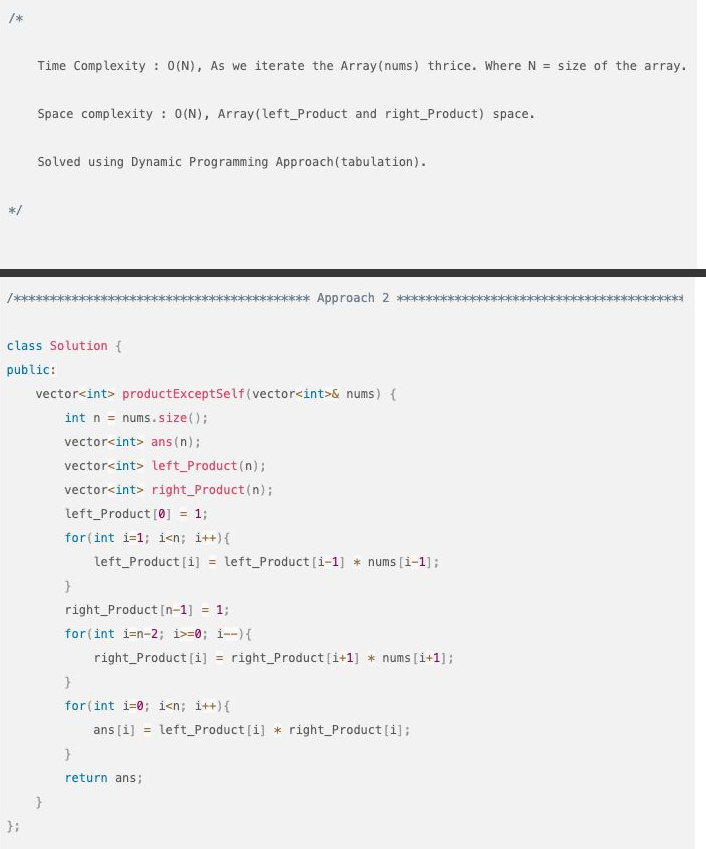 /*
Time Complexity : O(N), As we iterate the Array(nums) thrice. Where N = size of the array.
Space complexity : O(N), Array(left_Product and right_Product) space.
Solved using Dynamic Programming Approach(tabulation).
*/
/***************************************** Approach 2 ****************************************
class Solution {
public:
    vector<int> productExceptSelf(vector<int>& nums) {
        int n = nums.size();
        vector<int> ans(n);
        vector<int> left_Product(n);
        vector<int> right_Product(n);
        left_Product[0] = 1;
        for(int i=1; i<n; i++){
            left_Product[i] = left_Product[i-1] * nums[i-1];
        }
        right_Product[n-1] = 1;
        for(int i=n-2; i>=0; i--){
            right_Product[i] = right_Product[i+1] * nums[i+1];
        }
        for(int i=0; i<n; i++){
            ans[i] = left_Product[i] * right_Product[i];
        }
        return ans;
    }
};